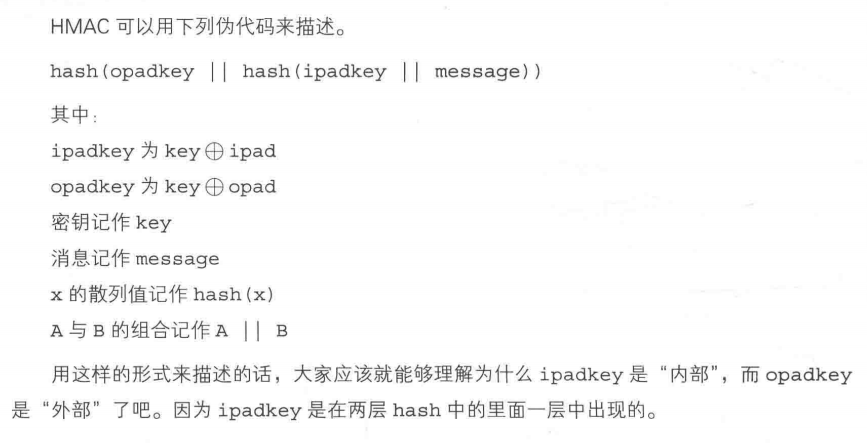 HMAC 可以用下列伪代码来描述。
hash(opadkey || hash(ipadkey || message))
其中：
ipadkey 为 key⊕ipad
opadkey 为 key⊕opad
密钥记作 key
消息记作 message
x 的散列值记作 hash(x)
A 与 B 的组合记作 A || B
用这样的形式来描述的话，大家应该就能够理解为什么 ipadkey 是“内部”，而 opadkey
是“外部”了吧。因为 ipadkey 是在两层 hash 中的里面一层中出现的。